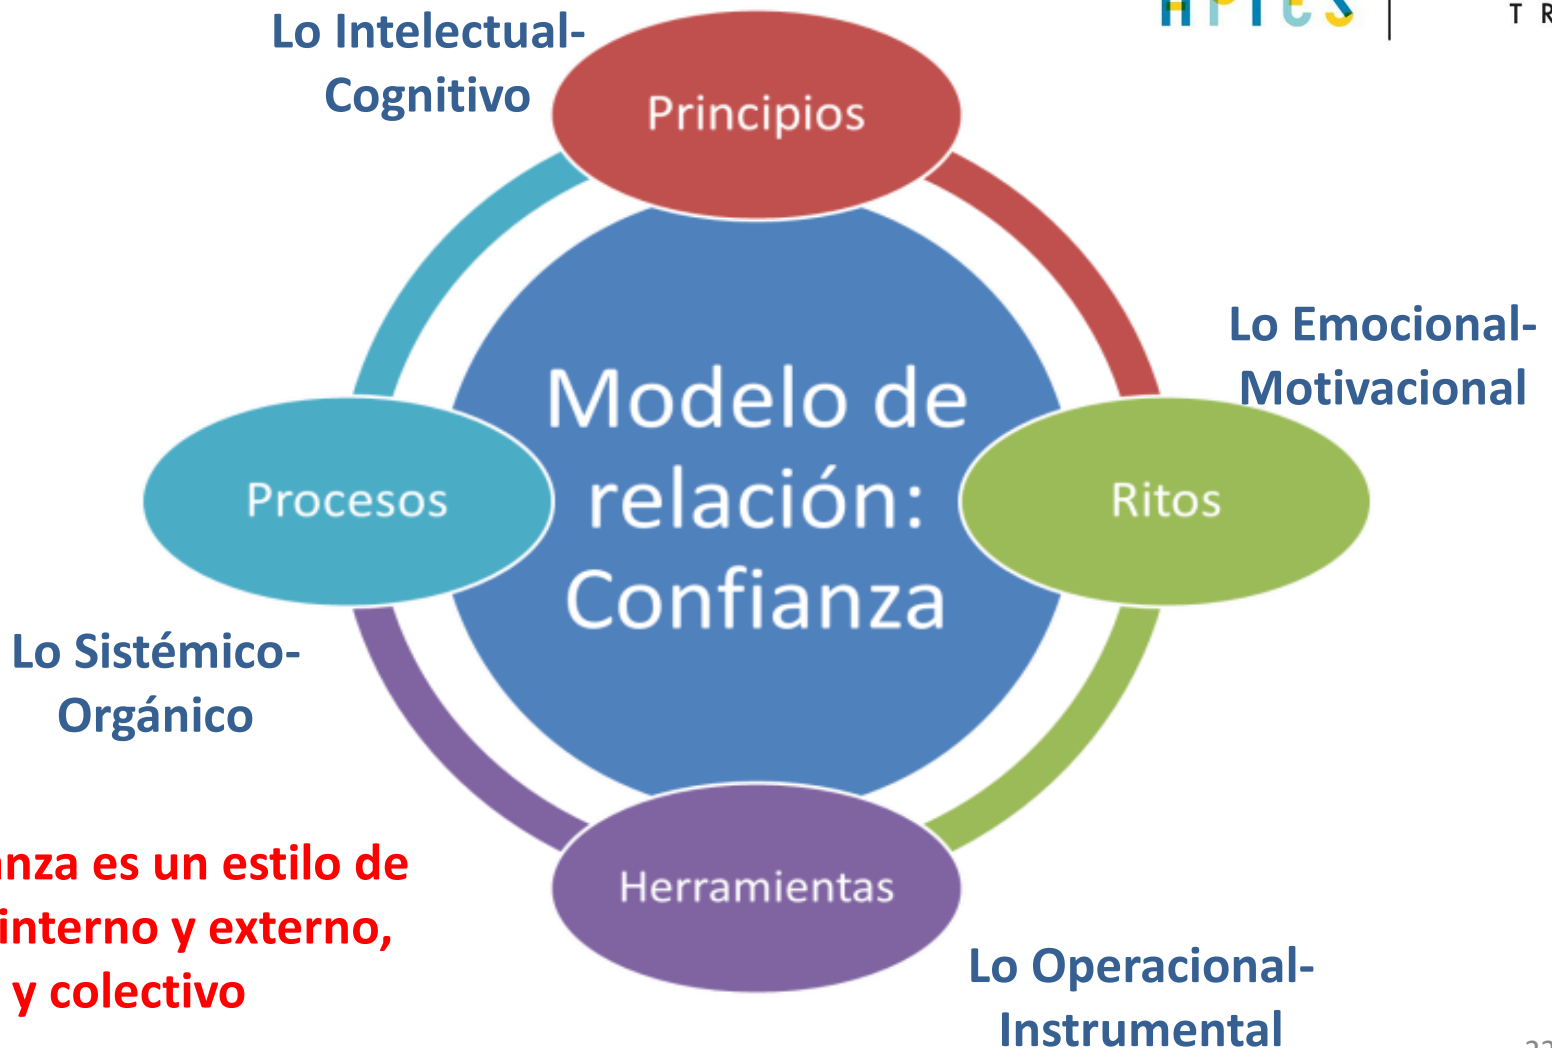 Lo Intelectual-
Cognitivo
Principios
T R
Lo Emocional-
Motivacional
Modelo de
relación:
Confianza
Procesos
Ritos
Lo Sistémico-
Orgánico
es un estilo de
interno y externo,
y colectivo
Herramientas
Lo Operacional-
Instrumental